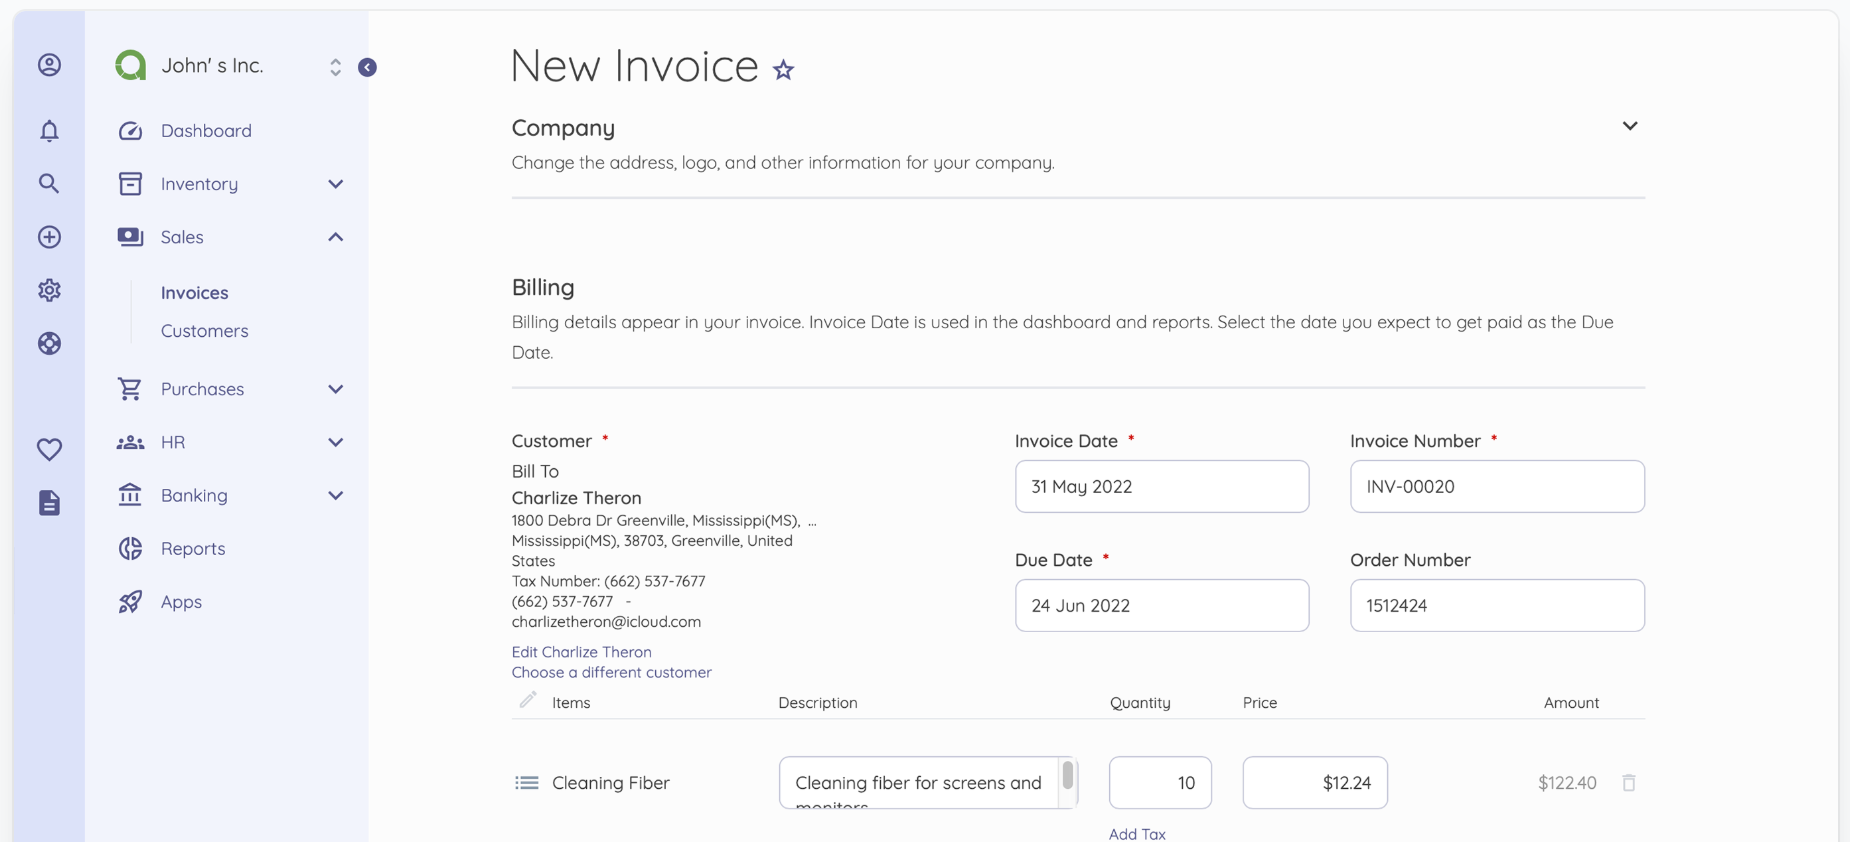 John' s Inc.
Dashboard
Inventory
Sales
Invoices
Customers
Purchases
HR
Banking
Reports
Apps
New Invoice
Company
Change the address, logo, and other information for your company.
Billing
Billing details appear in your invoice. Invoice Date is used in the dashboard and reports. Select the date you expect to get paid as the Due
Date.
Customer *
Bill To
Charlize Theron
1800 Debra Dr Greenville, Mississippi(MS), ...
Mississippi(MS), 38703, Greenville, United
States
Tax Number: (662) 537-7677
(662) 537-7677 -
charlizetheron@icloud.com
Edit Charlize Theron
Choose a different customer
Invoice Date *
31 May 2022
Invoice Number *
INV-00020
Due Date *
24 Jun 2022
Order Number
1512424
Items Description Quantity Price Amount
Cleaning Fiber Cleaning fiber for screens and 10 $12.24 $122.40
monitors
Add Tax